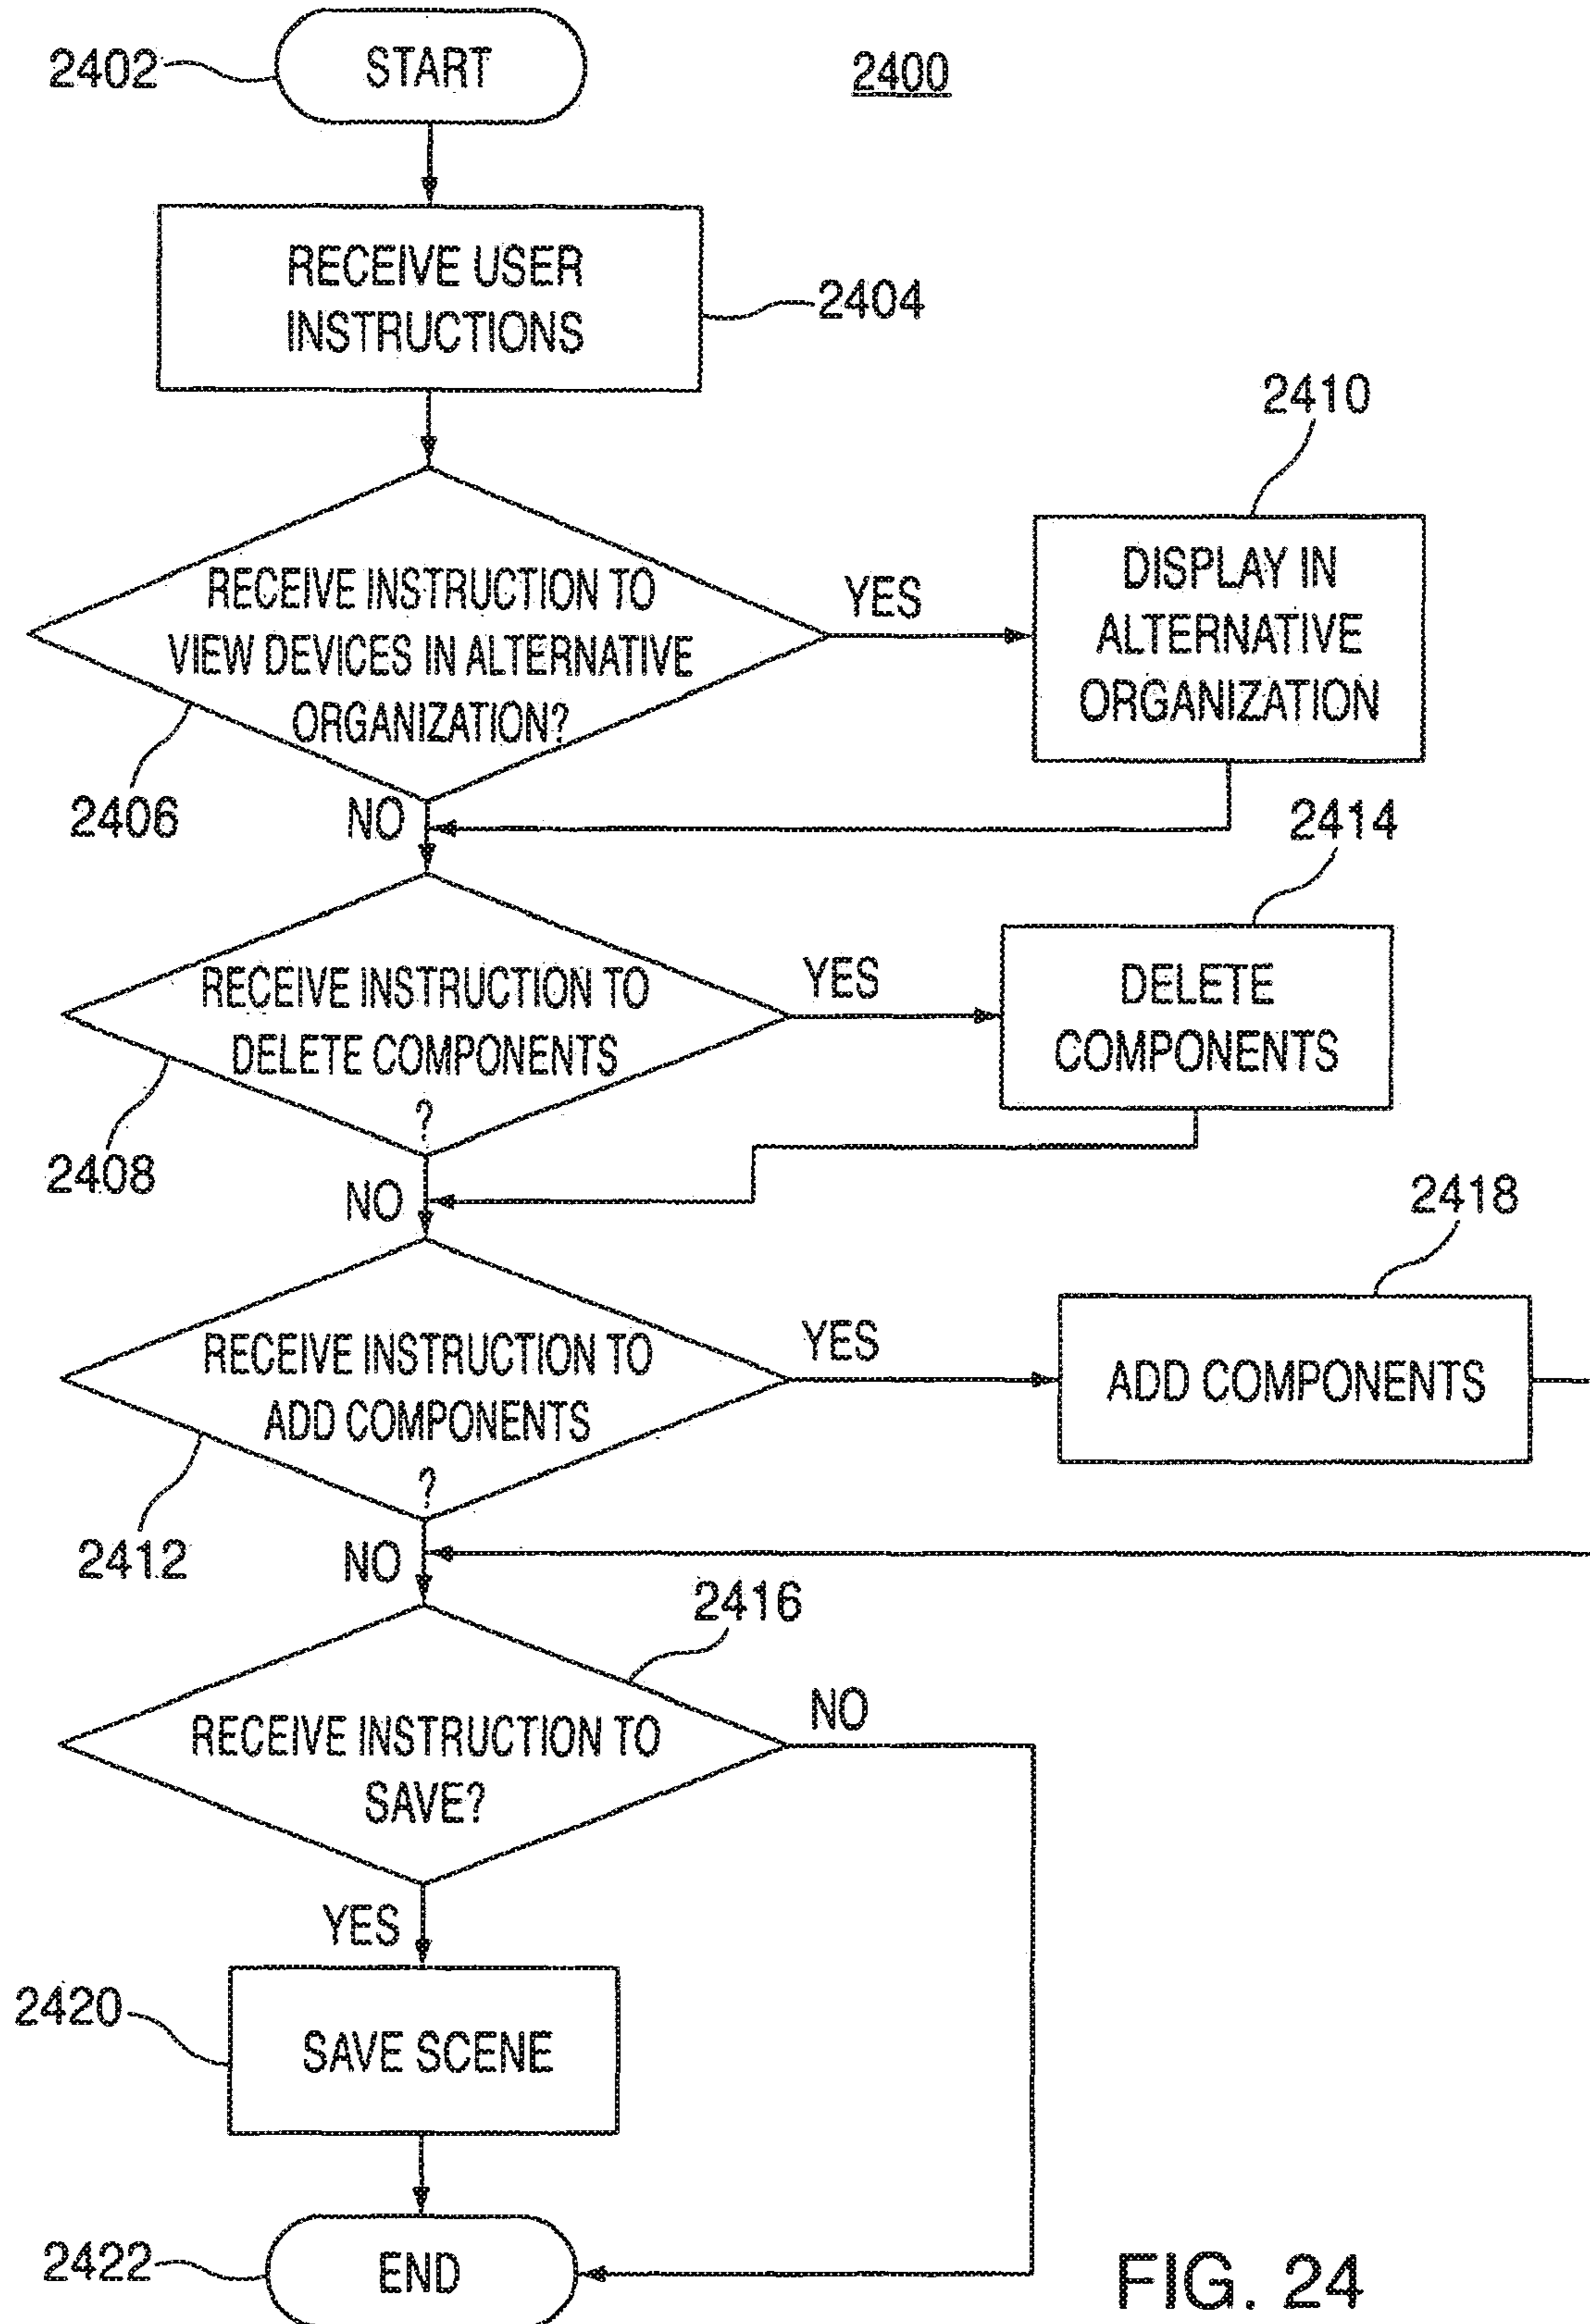 2402
START
2400
RECEIVE USER
INSTRUCTIONS
2404
2410
RECEIVE INSTRUCTION TO
VIEW DEVICES IN ALTERNATIVE
ORGANIZATION?
YES
DISPLAY IN
ALTERNATIVE
ORGANIZATION
2406
NO
2414
RECEIVE INSTRUCTION TO
DELETE COMPONENTS
?
YES
DELETE
COMPONENTS
2408
NO
2418
RECEIVE INSTRUCTION TO
ADD COMPONENTS
?
YES
ADD COMPONENTS
2412
NO
2416
RECEIVE INSTRUCTION TO
SAVE?
NO
YES
2420
SAVE SCENE
2422
END
FIG. 24